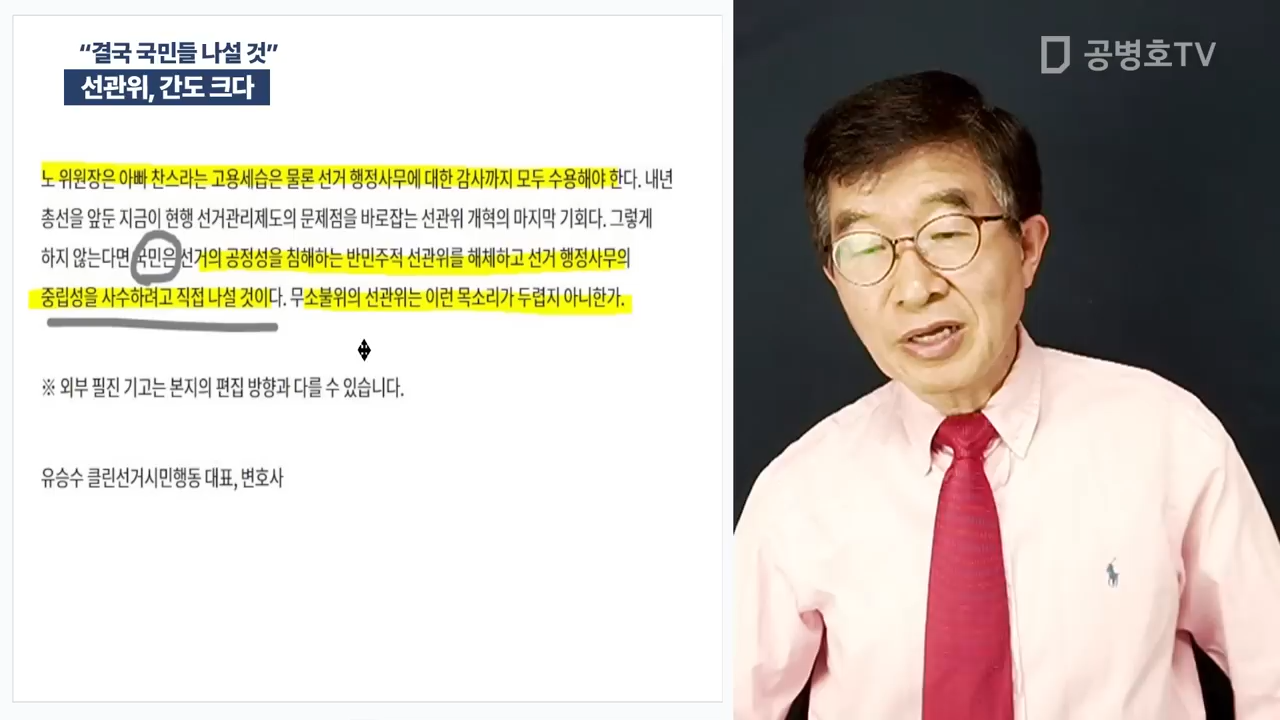 “결국 국민들 나설 것”
선관위, 간도 크다
공병호TV
노 위원장은 아빠 찬스라는 고용세습은 물론 선거 행정사무에 대한 감사까지 모두 수용해야 한다. 내년
총선을 앞둔 지금이 현행 선거관리제도의 문제점을 바로잡는 선관위 개혁의 마지막 기회다. 그렇게
하지 않는다면 국민은 선거의 공정성을 침해하는 반민주적 선관위를 해체하고 선거 행정사무의
중립성을 사수하려고 직접 나설 것이다. 무소불위의 선관위는 이런 목소리가 두렵지 아니한가.
※ 외부 필진 기고는 본지의 편집 방향과 다를 수 있습니다.
유승수 클린선거시민행동 대표, 변호사